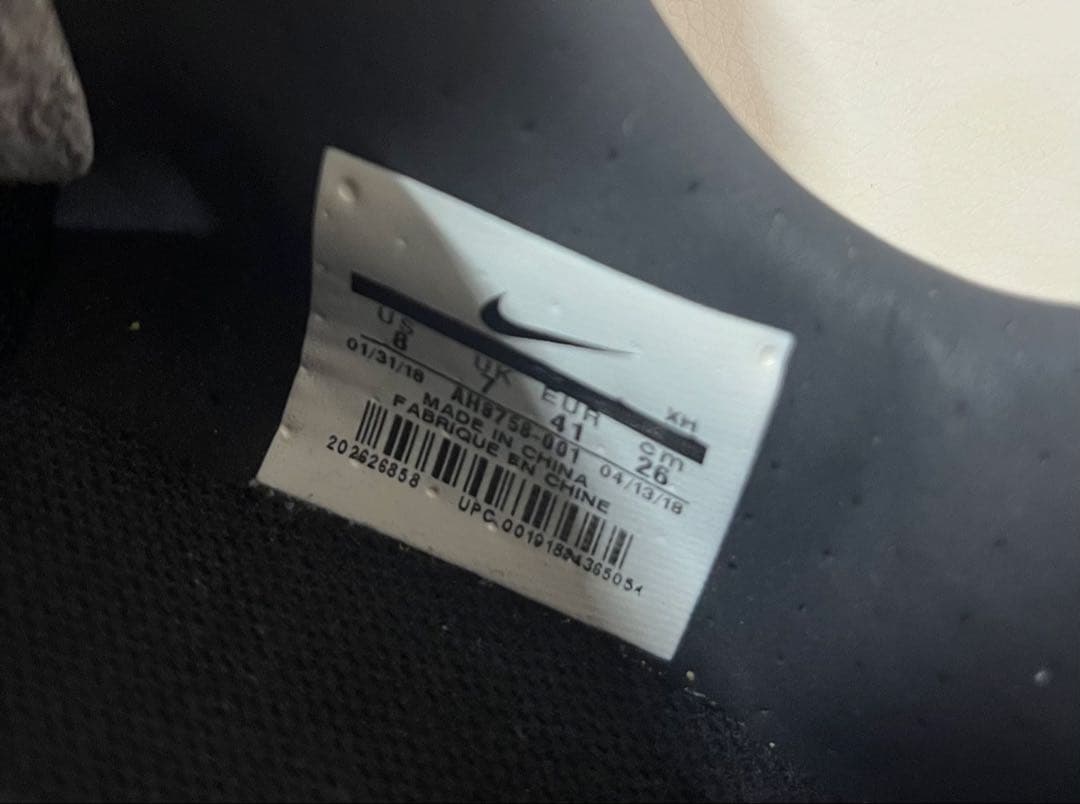 XH
US UK EUR cm
8 7 41 26
01/31/18 AH8758-001 04/13/18
MADE IN CHINA
FABRIQUE EN CHINE
202626858 UPC